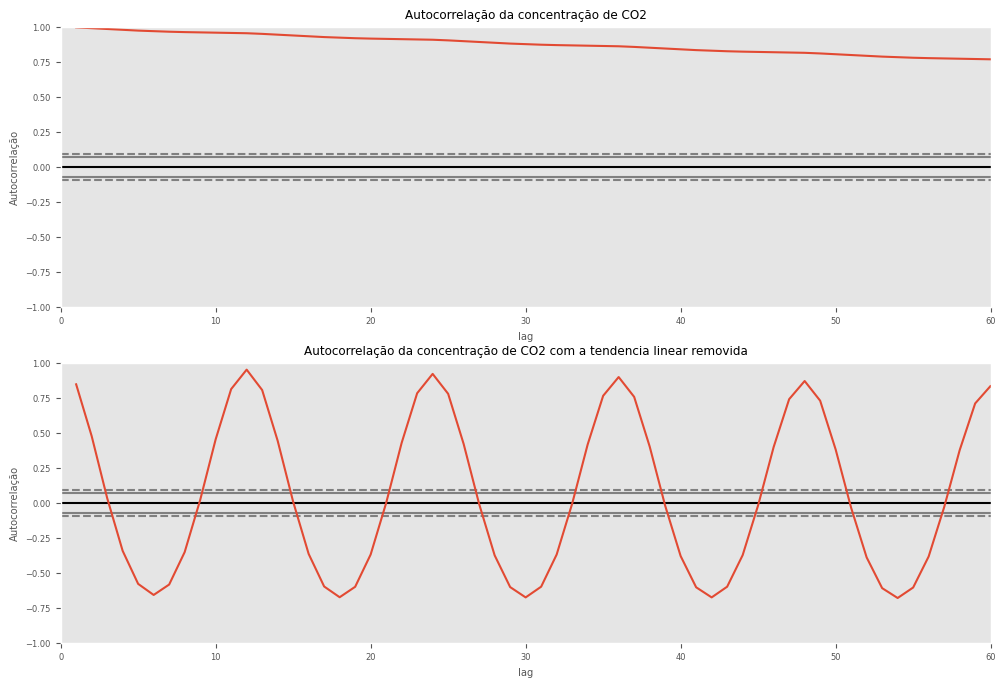 Autocorrelação da concentração de CO2
1.00
0.75
0.50
0.25
0.00
−0.25
−0.50
−0.75
−1.00
Autocorrelação
0 10 20 30 40 50 60
lag
Autocorrelação da concentração de CO2 com a tendencia linear removida
1.00
0.75
0.50
0.25
0.00
−0.25
−0.50
−0.75
−1.00
Autocorrelação
0 10 20 30 40 50 60
lag